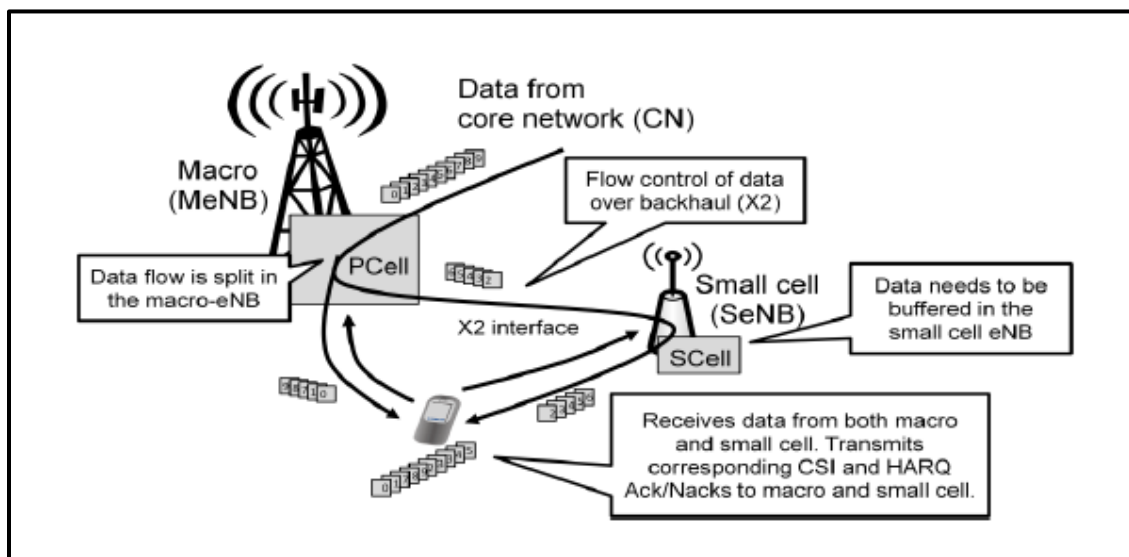 Data from
core network (CN)
Macro
(MeNB)
Flow control of data
over backhaul (X2)
Data flow is split in
the macro-eNB
PCell
Small cell
(SeNB)
Data needs to be
buffered in the
small cell eNB
X2 interface
SCell
Receives data from both macro
and small cell. Transmits
corresponding CSI and HARQ
Ack/Nacks to macro and small cell.